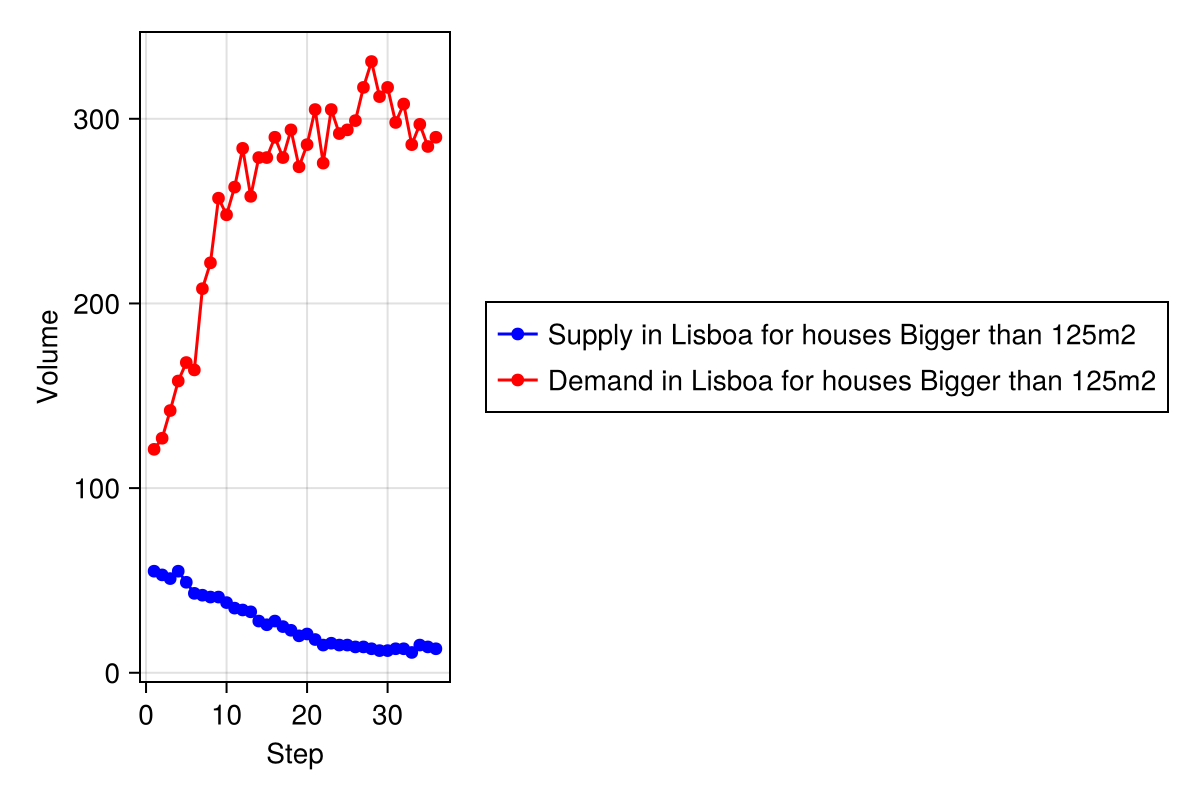 300
200
100
0
Volume
0 10 20 30
Step
Supply in Lisboa for houses Bigger than 125m2
Demand in Lisboa for houses Bigger than 125m2